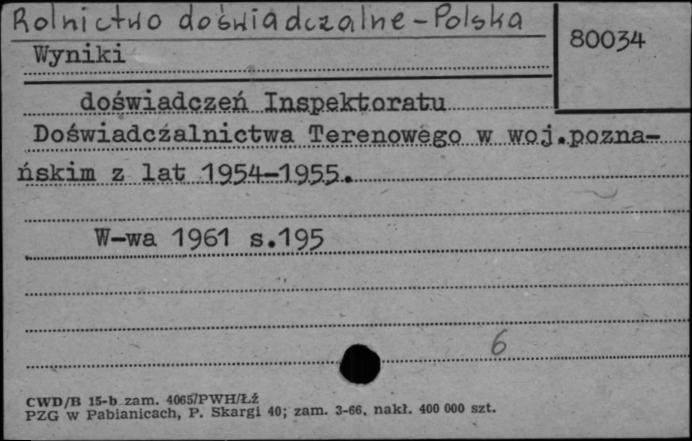 Rolnictwo doświadczalne - Polska
80034
Wyniki
doświadczeń Inspektoratu
Doświadczalnictwa Terenowego w woj.pozna-
ńskim z lat 1954-1955.
W-wa 1961 s.195
6
CWD/B 15-b zam. 4065/PWH/Łź
PZG w Pabianicach, P. Skargi 40; zam. 3-66, nakł. 400 000 szt.